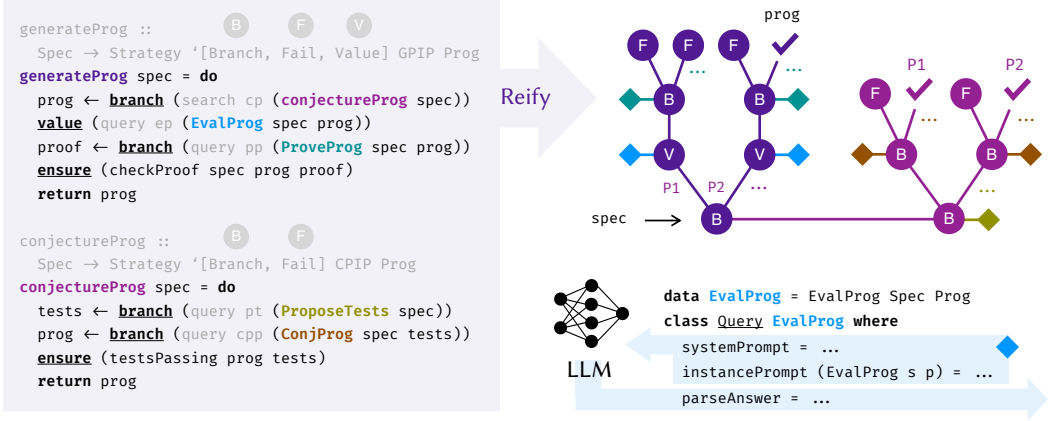 B F V
generateProg ::
Spec → Strategy ‘[Branch, Fail, Value] GPIP Prog
generateProg spec = do
prog ← branch (search cp (conjectureProg spec))
value (query ep (EvalProg spec prog))
proof ← branch (query pp (ProveProg spec prog))
ensure (checkProof spec prog proof)
return prog
B F
conjectureProg ::
Spec → Strategy ‘[Branch, Fail] CPIP Prog
conjectureProg spec = do
tests ← branch (query pt (ProposeTests spec))
prog ← branch (query cpp (ConjProg spec tests))
ensure (testsPassing prog tests)
return prog
Reify
prog
F F F
... ...
B B
V V
P1 P2 ...
spec
B
P1 P2
F F
... ...
B B
...
B
LLM
data EvalProg = EvalProg Spec Prog
class Query EvalProg where
systemPrompt = ...
instancePrompt (EvalProg s p) = ...
parseAnswer = ...